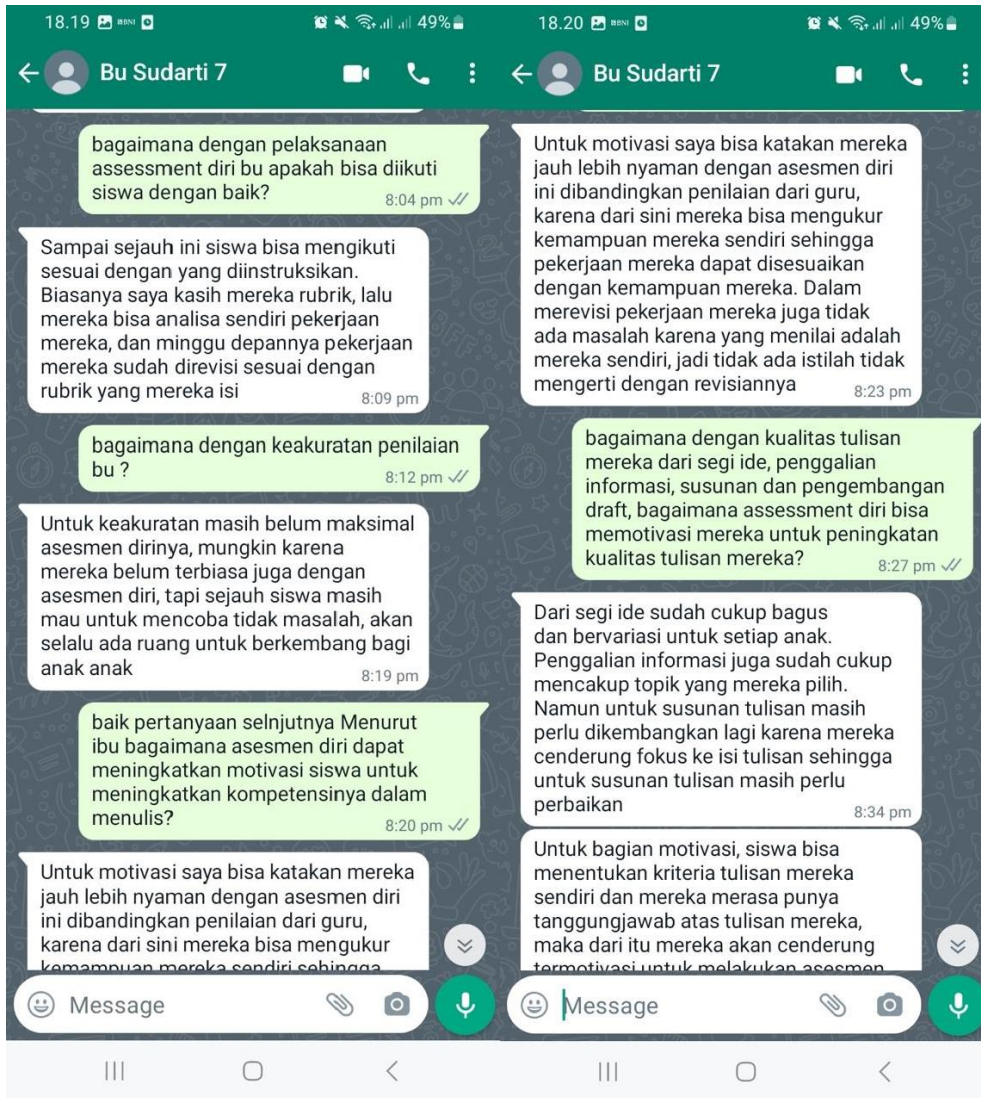 18.19
49%
Bu Sudarti 7
bagaimana dengan pelaksanaan
assessment diri bu apakah bisa diikuti
siswa dengan baik?
8:04 pm
Sampai sejauh ini siswa bisa mengikuti
sesuai dengan yang diinstruksikan.
Biasanya saya kasih mereka rubrik, lalu
mereka bisa analisa sendiri pekerjaan
mereka, dan minggu depannya pekerjaan
mereka sudah direvisi sesuai dengan
rubrik yang mereka isi
8:09 pm
bagaimana dengan keakuratan penilaian
bu ?
8:12 pm
Untuk keakuratan masih belum maksimal
asesmen dirinya, mungkin karena
mereka belum terbiasa juga dengan
asesmen diri, tapi sejauh siswa masih
mau untuk mencoba tidak masalah, akan
selalu ada ruang untuk berkembang bagi
anak anak
8:19 pm
baik pertanyaan selnjutnya Menurut
ibu bagaimana asesmen diri dapat
meningkatkan motivasi siswa untuk
meningkatkan kompetensinya dalam
menulis?
8:20 pm
Untuk motivasi saya bisa katakan mereka
jauh lebih nyaman dengan asesmen diri
ini dibandingkan penilaian dari guru,
karena dari sini mereka bisa mengukur
kemampuan mereka sendiri sehingga
Message
18.20
49%
Bu Sudarti 7
Untuk motivasi saya bisa katakan mereka
jauh lebih nyaman dengan asesmen diri
ini dibandingkan penilaian dari guru,
karena dari sini mereka bisa mengukur
kemampuan mereka sendiri sehingga
pekerjaan mereka dapat disesuaikan
dengan kemampuan mereka. Dalam
merevisi pekerjaan mereka juga tidak
ada masalah karena yang menilai adalah
mereka sendiri, jadi tidak ada istilah tidak
mengerti dengan revisiannya
8:23 pm
bagaimana dengan kualitas tulisan
mereka dari segi ide, penggalian
informasi, susunan dan pengembangan
draft, bagaimana assessment diri bisa
memotivasi mereka untuk peningkatan
kualitas tulisan mereka?
8:27 pm
Dari segi ide sudah cukup bagus
dan bervariasi untuk setiap anak.
Penggalian informasi juga sudah cukup
mencakup topik yang mereka pilih.
Namun untuk susunan tulisan masih
perlu dikembangkan lagi karena mereka
cenderung fokus ke isi tulisan sehingga
untuk susunan tulisan masih perlu
perbaikan
8:34 pm
Untuk bagian motivasi, siswa bisa
menentukan kriteria tulisan mereka
sendiri dan mereka merasa punya
tanggungjawab atas tulisan mereka,
maka dari itu mereka akan cenderung
termotivasi untuk melakukan asesmen
Message